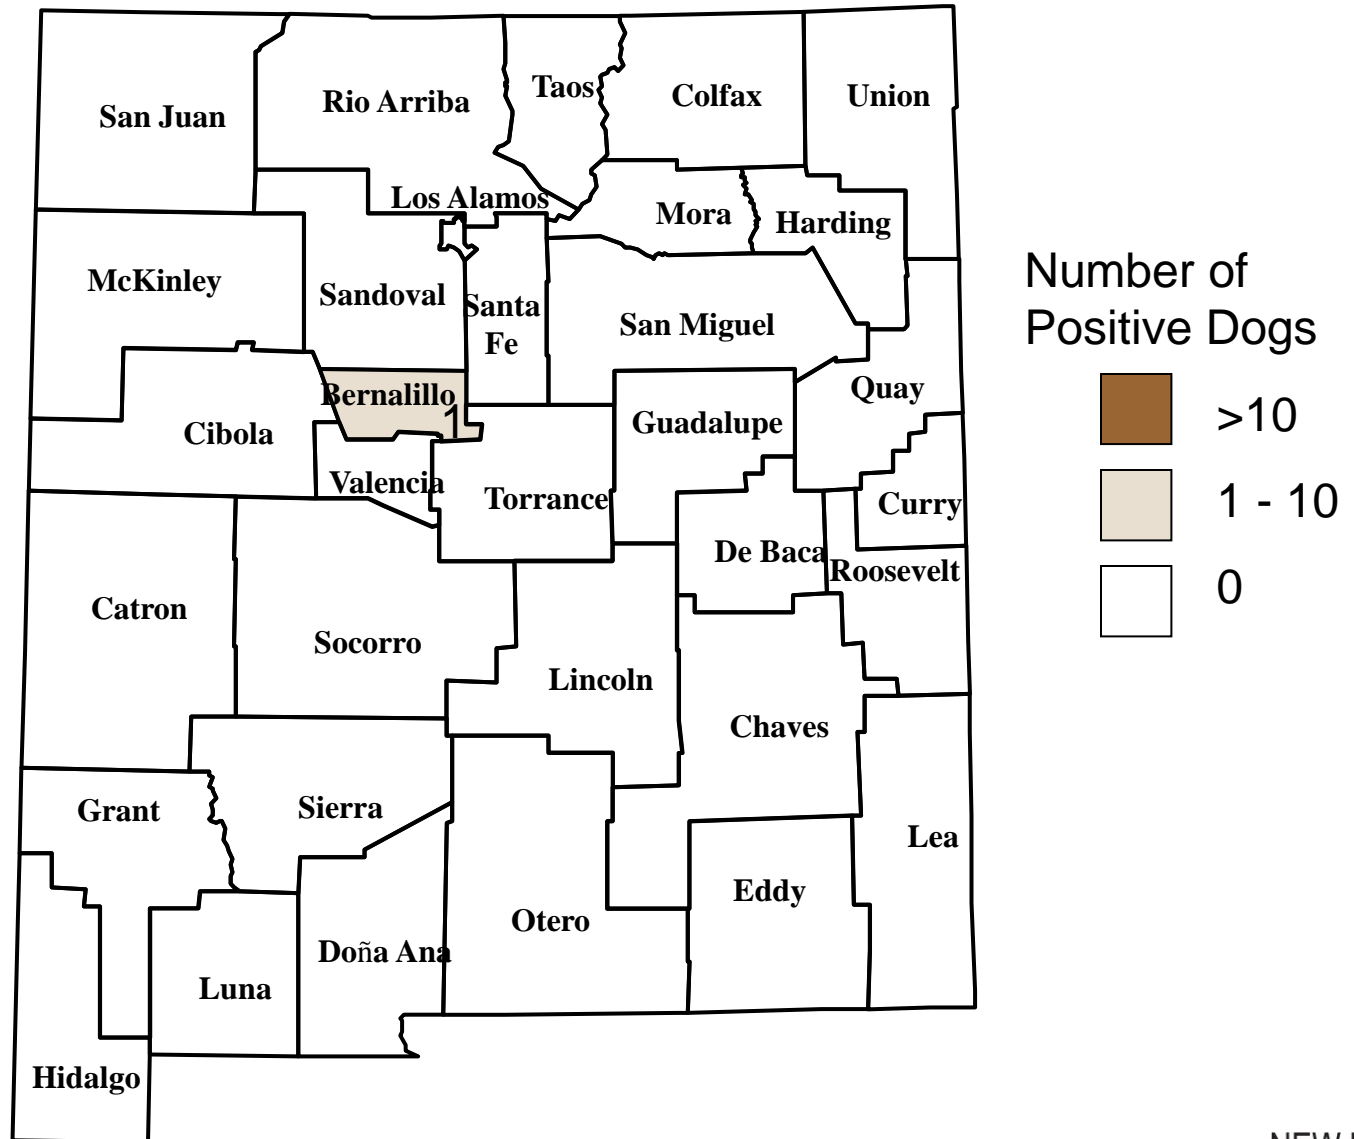 San Juan
Rio Arriba
Taos
Colfax
Union
Los Alamos
Mora
Harding
McKinley
Sandoval
Santa
Fe
San Miguel
Bernalillo
1
Cibola
Guadalupe
Quay
Valencia
Torrance
Curry
De Baca
Roosevelt
Catron
Socorro
Lincoln
Chaves
Grant
Sierra
Lea
Eddy
Otero
Doña Ana
Luna
Hidalgo
Number of
Positive Dogs
>10
1 - 10
0